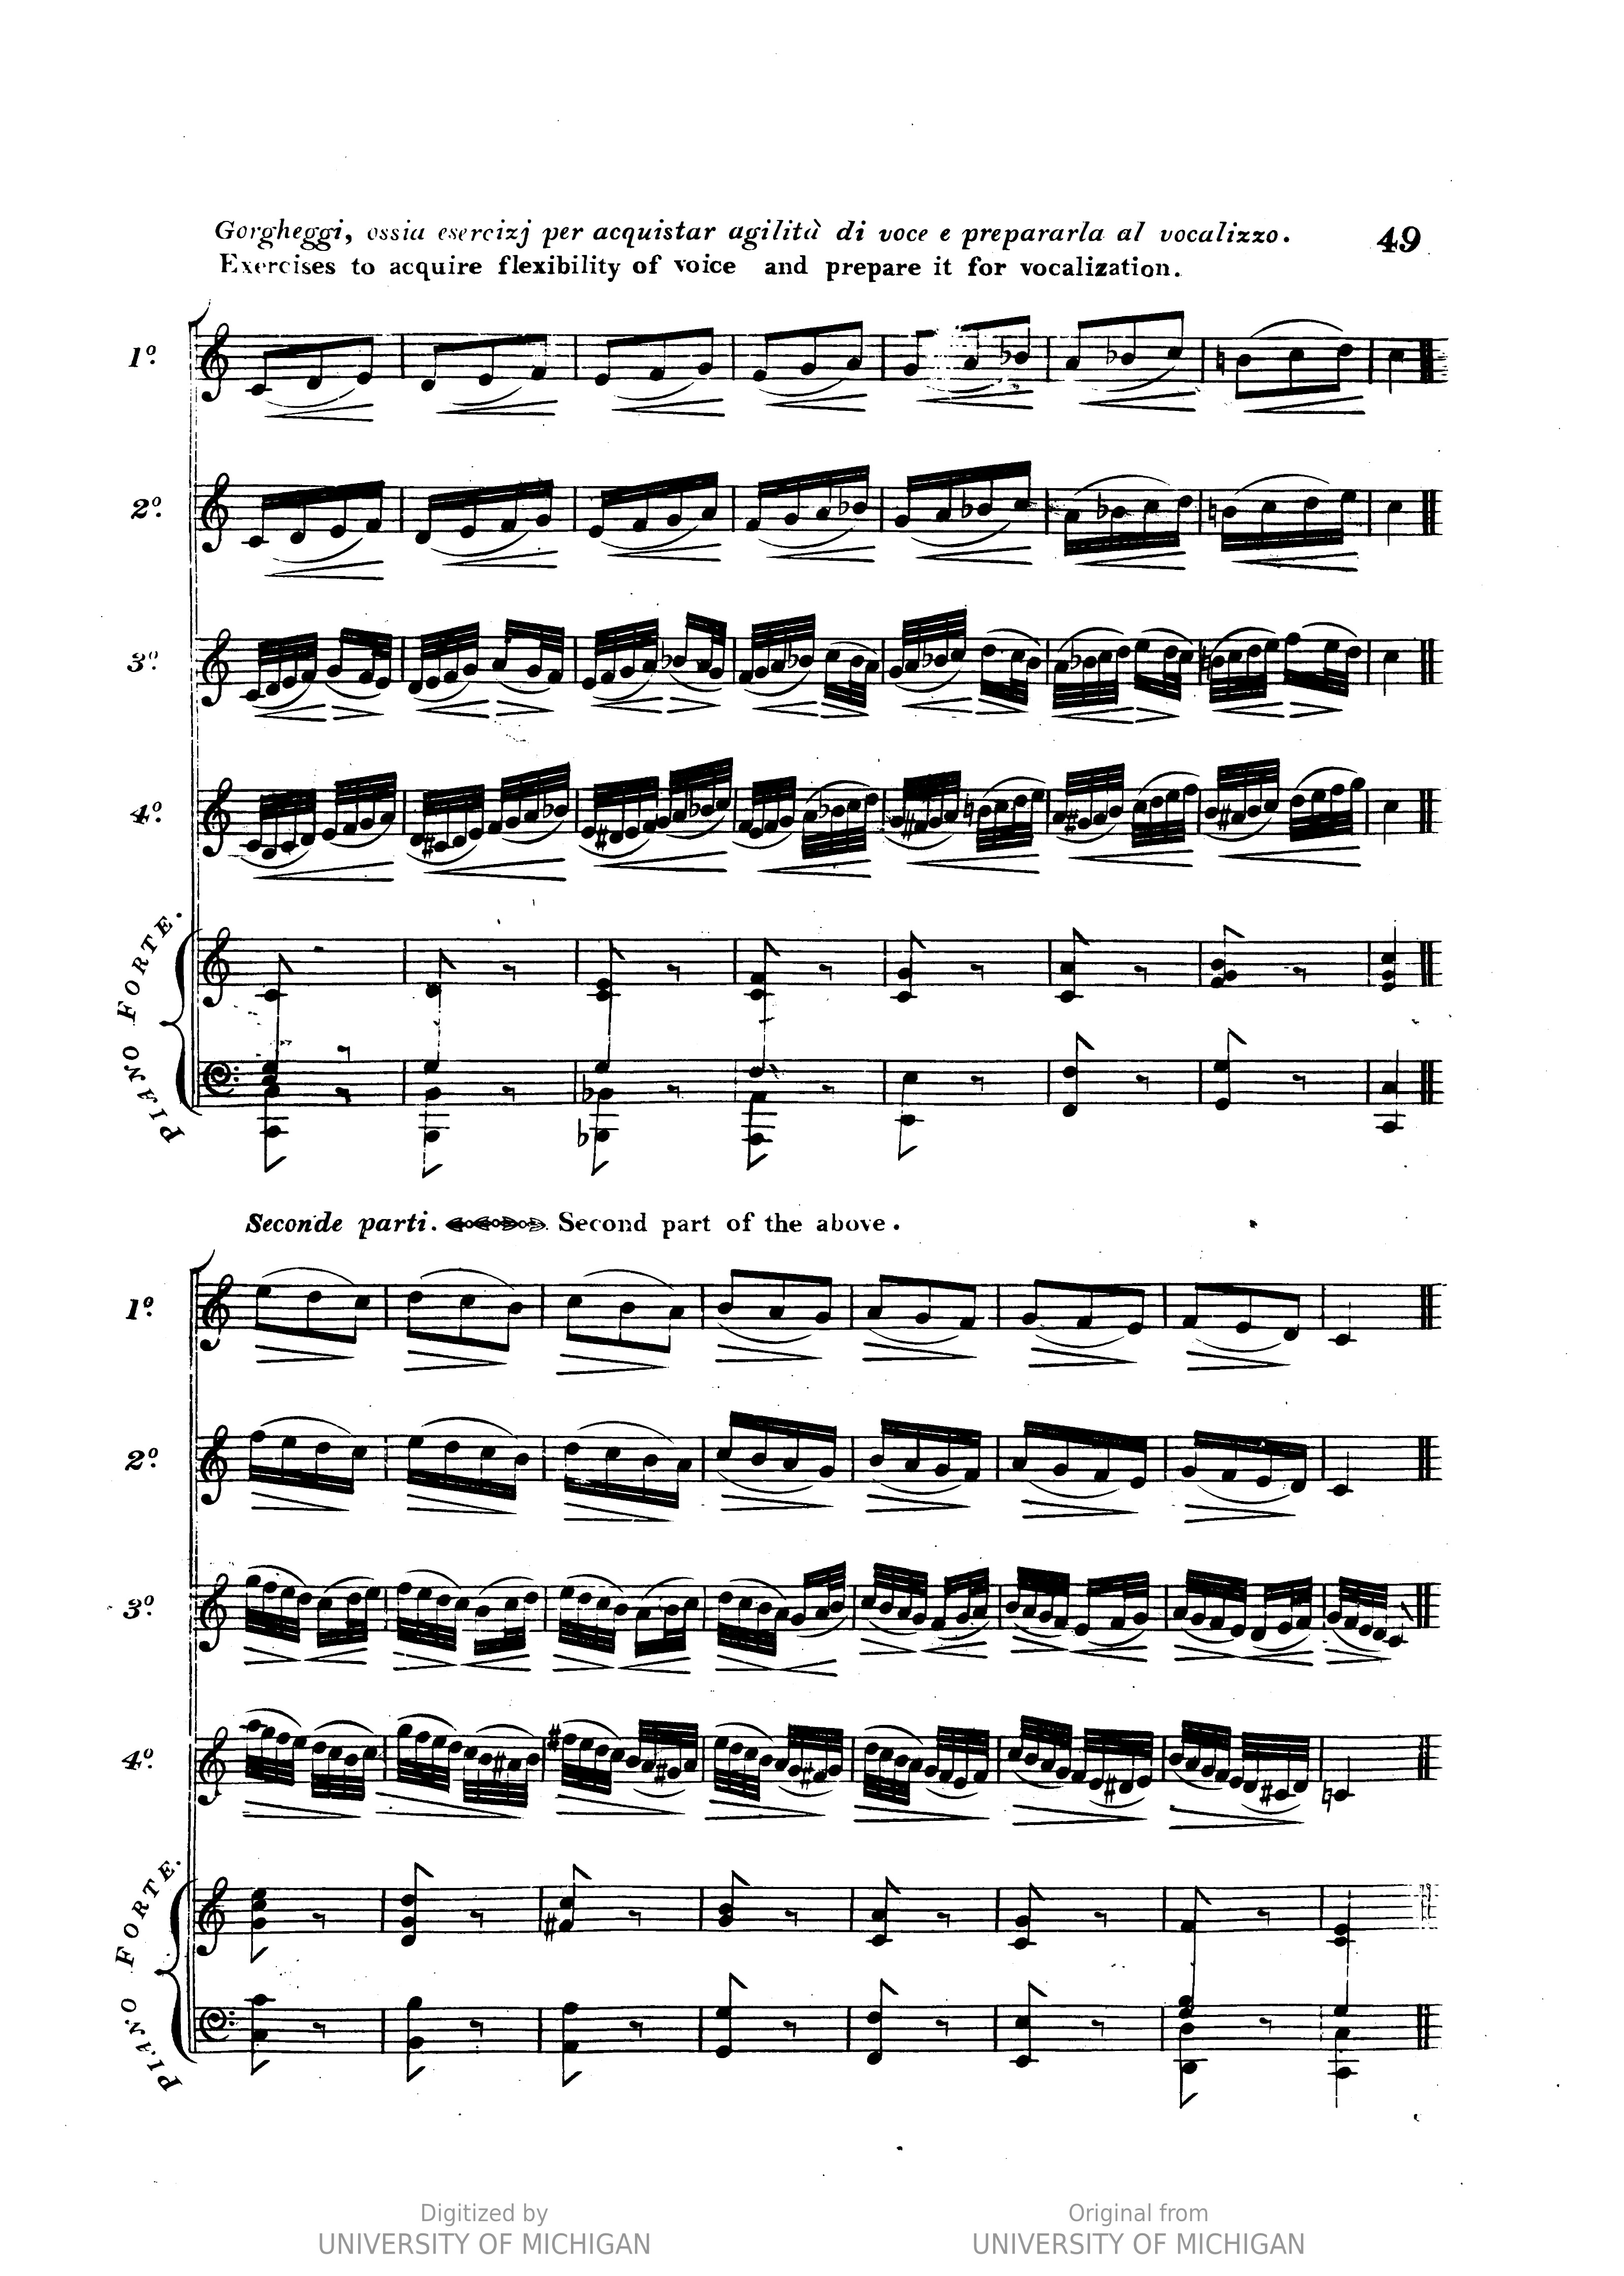 Gorgheggi, ossia esercizj per acquistar agilità di voce e prepararla al vocalizzo.
49
Exercises to acquire flexibility of voice and prepare it for vocalization.
1º.
2º.
3º.
4º.
PIANO FORTE.
Seconde parti. Second part of the above.
1º.
2º.
3º.
4º.
PIANO FORTE.
Digitized by
UNIVERSITY OF MICHIGAN
Original from
UNIVERSITY OF MICHIGAN